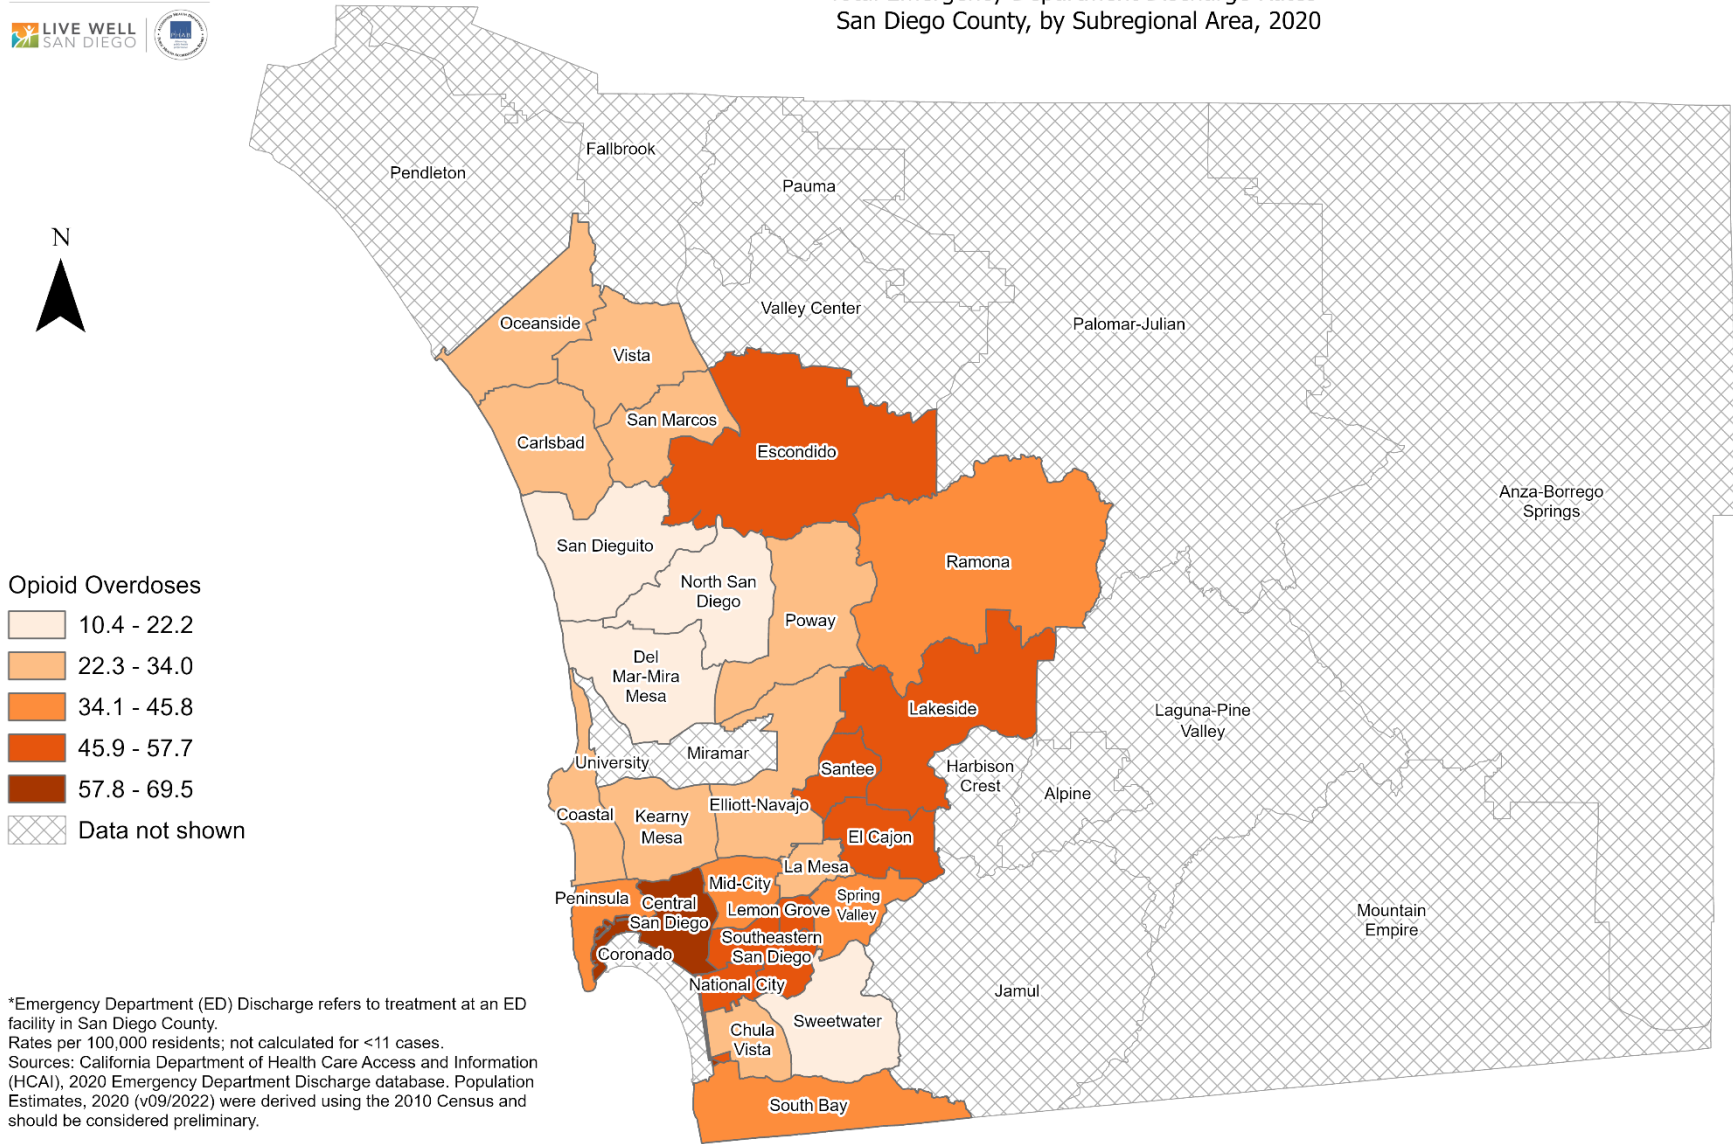 LIVE WELL
SAN DIEGO
San Diego County, by Subregional Area, 2020
N
Pendleton
Fallbrook
Pauma
Valley Center
Palomar-Julian
Oceanside
Vista
San Marcos
Carlsbad
Escondido
Anza-Borrego
Springs
San Dieguito
North San
Diego
Ramona
Poway
Del
Mar-Mira
Mesa
Lakeside
Laguna-Pine
Valley
Miramar
University
Santee
Harbison
Crest
Alpine
Elliott-Navajo
Coastal
Kearny
Mesa
El Cajon
La Mesa
Mid-City
Peninsula
Central
San Diego
Lemon Grove
Spring
Valley
Southeastern
San Diego
Coronado
National City
Mountain
Empire
Jamul
Sweetwater
Chula
Vista
South Bay
Opioid Overdoses
10.4 - 22.2
22.3 - 34.0
34.1 - 45.8
45.9 - 57.7
57.8 - 69.5
Data not shown
*Emergency Department (ED) Discharge refers to treatment at an ED
facility in San Diego County.
Rates per 100,000 residents; not calculated for <11 cases.
Sources: California Department of Health Care Access and Information
(HCAI), 2020 Emergency Department Discharge database. Population
Estimates, 2020 (v09/2022) were derived using the 2010 Census and
should be considered preliminary.